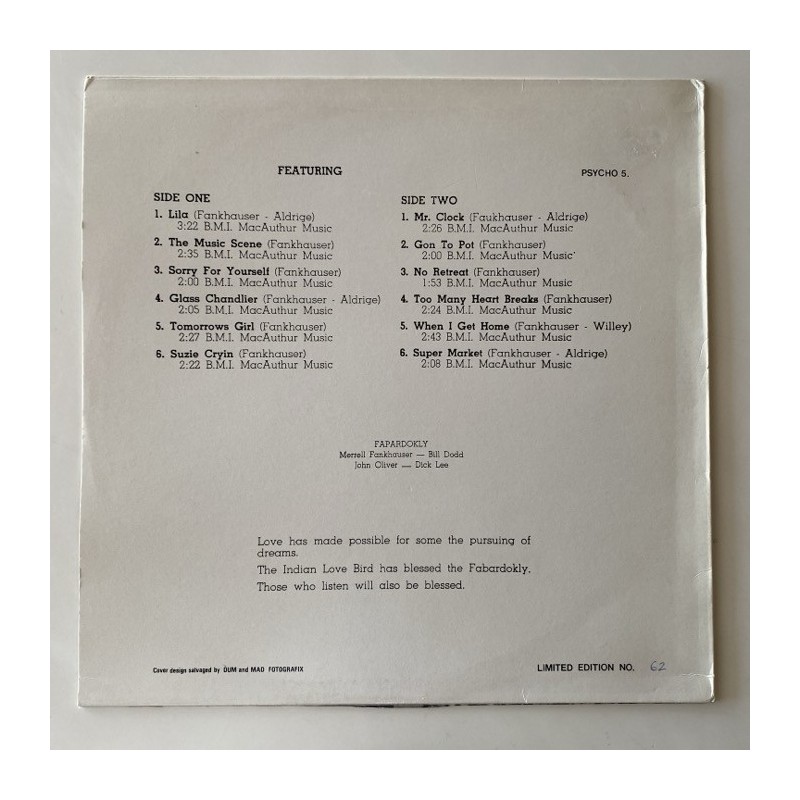 FEATURING
PSYCHO 5.
SIDE ONE
1. Lila (Fankhauser - Aldrige)
3:22 B.M.I. MacAuthur Music
2. The Music Scene (Fankhauser)
2:35 B.M.I. MacAuthur Music
3. Sorry For Yourself (Fankhauser)
2:00 B.M.I. MacAuthur Music
4. Glass Chandlier (Fankhauser - Aldrige)
2:05 B.M.I. MacAuthur Music
5. Tomorrows Girl (Fankhauser)
2:27 B.M.I. MacAuthur Music
6. Suzie Cryin (Fankhauser)
2:22 B.M.I. MacAuthur Music
SIDE TWO
1. Mr. Clock (Faukhauser - Aldrige)
2:26 B.M.I. MacAuthur Music
2. Gon To Pot (Fankhauser)
2:00 B.M.I. MacAuthur Music
3. No Retreat (Fankhauser)
1:53 B.M.I. MacAuthur Music
4. Too Many Heart Breaks (Fankhauser)
2:24 B.M.I. MacAuthur Music
5. When I Get Home (Fankhauser - Willey)
2:43 B.M.I. MacAuthur Music
6. Super Market (Fankhauser - Aldrige)
2:08 B.M.I. MacAuthur Music
FAPARDOKLY
Merrell Fankhauser — Bill Dodd
John Oliver — Dick Lee
Love has made possible for some the pursuing of
dreams.
The Indian Love Bird has blessed the Fabardokly.
Those who listen will also be blessed.
Cover design salvaged by DUM and MAD FOTOGRAFIX
LIMITED EDITION NO. 62